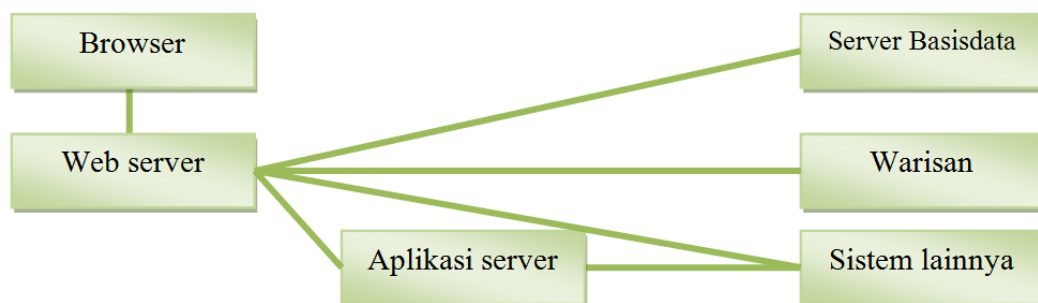 Browser
Server Basisdata
Web server
Warisan
Aplikasi server
Sistem lainnya